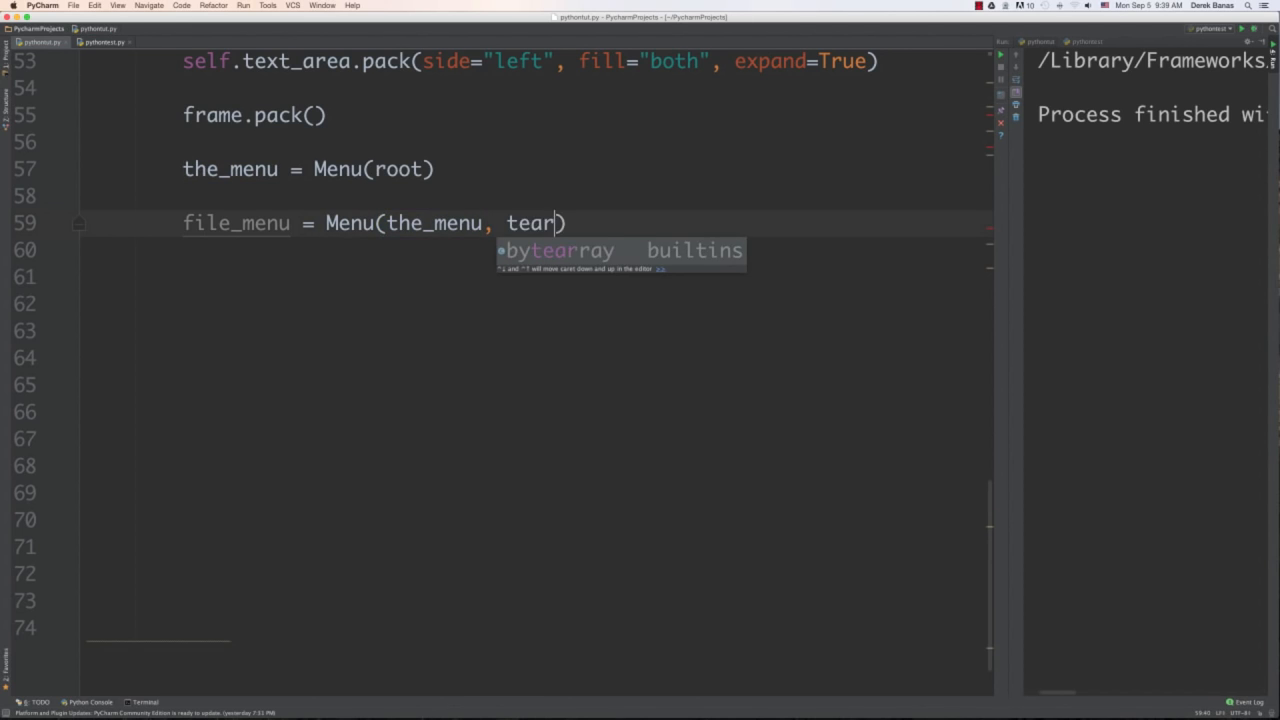 PyCharm File Edit View Navigate Code Refactor Run Tools VCS Window Help 10 Mon Sep 5 9:39 AM Derek Banas
pythontut.py - PycharmProjects - [~/PycharmProjects]
PycharmProjects pythontut.py pythontest
pythontut.py pythontest.py Run: pythontut pythontest
1: Project
Z: Structure
2: Favorites
53 self.text_area.pack(side="left", fill="both", expand=True)
54
55 frame.pack()
56
57 the_menu = Menu(root)
58
59 file_menu = Menu(the_menu, tear)
60 bytearray builtins
^↓ and ^↑ will move caret down and up in the editor >>
61
62
63
64
65
66
67
68
69
70
71
72
73
74
/Library/Frameworks
Process finished wi
6: TODO Python Console Terminal Event Log
Platform and Plugin Updates: PyCharm Community Edition is ready to update. (yesterday 7:51 PM) 59:40 LF÷ UTF-8÷